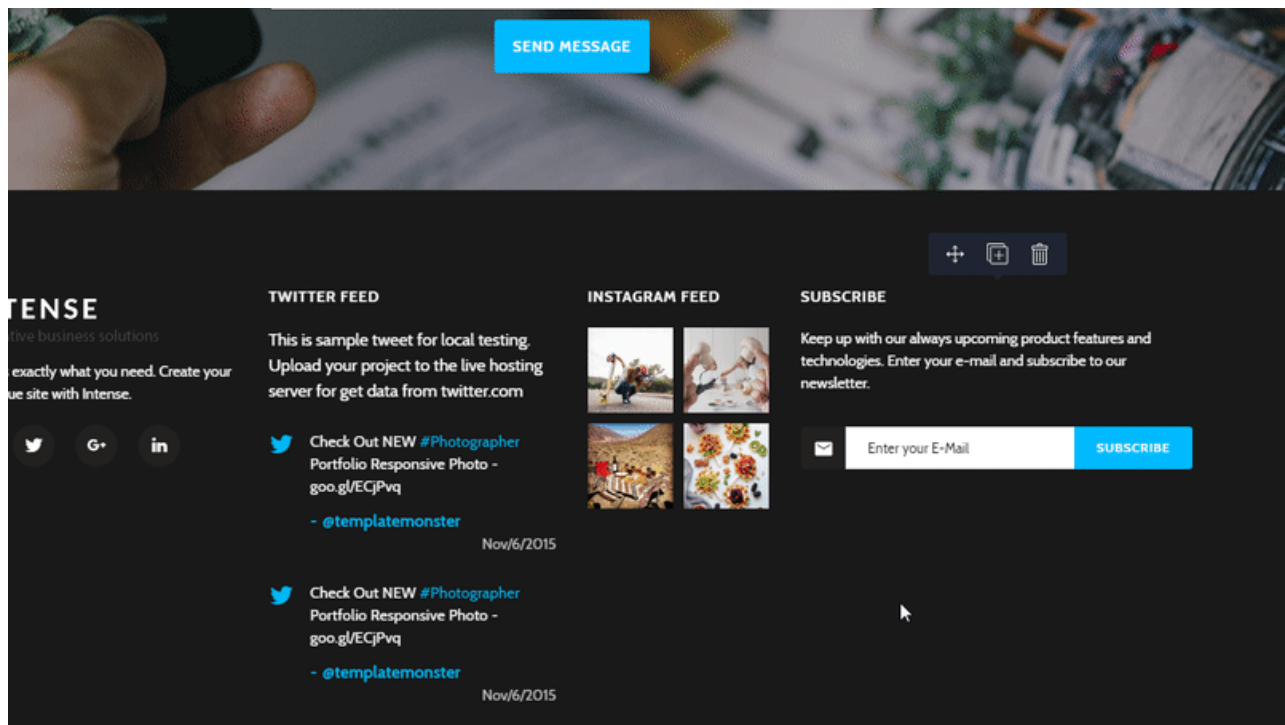 SEND MESSAGE
TENSE
ative business solutions
exactly what you need. Create your
ue site with Intense.
G+ in
TWITTER FEED
This is sample tweet for local testing.
Upload your project to the live hosting
server for get data from twitter.com
Check Out NEW #Photographer
Portfolio Responsive Photo -
goo.gl/ECjPvq
- @templatemonster
Nov/6/2015
Check Out NEW #Photographer
Portfolio Responsive Photo -
goo.gl/ECjPvq
- @templatemonster
Nov/6/2015
INSTAGRAM FEED
SUBSCRIBE
Keep up with our always upcoming product features and
technologies. Enter your e-mail and subscribe to our
newsletter.
Enter your E-Mail
SUBSCRIBE